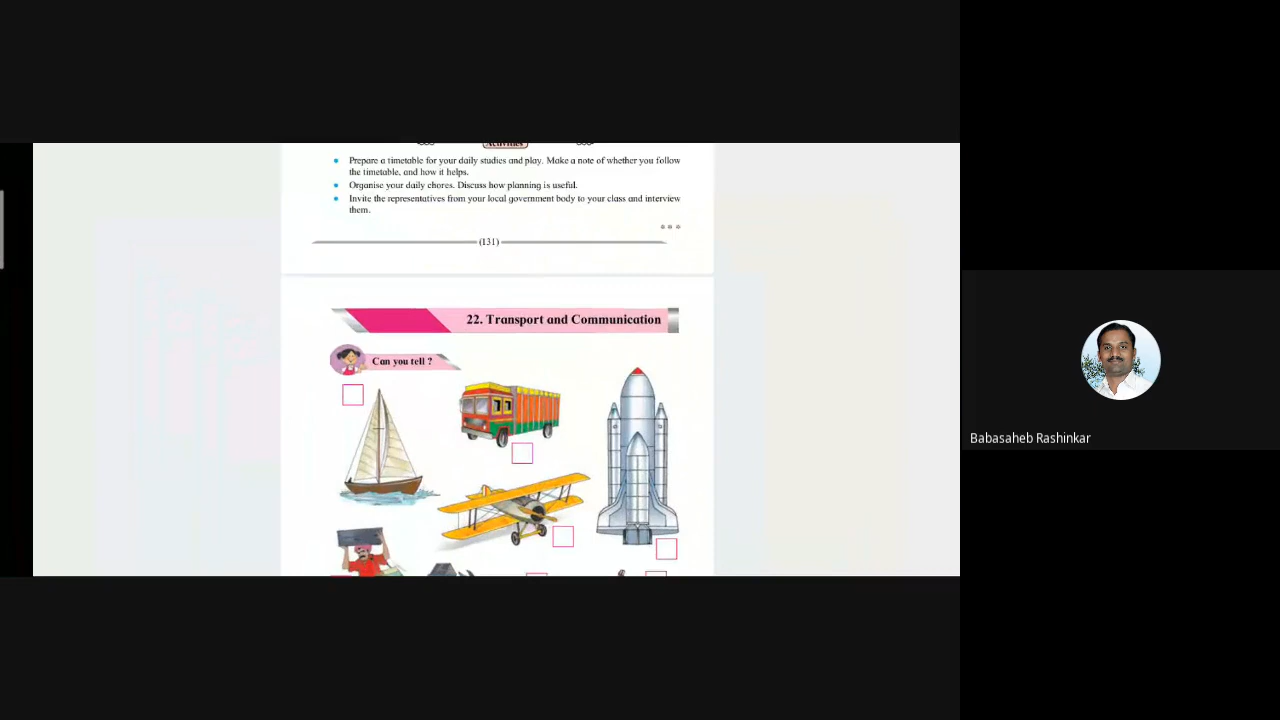 Activities
Prepare a timetable for your daily studies and play. Make a note of whether you follow
the timetable, and how it helps.
Organise your daily chores. Discuss how planning is useful.
Invite the representatives from your local government body to your class and interview
them.
(131)
22. Transport and Communication
Can you tell ?
Babasaheb Rashinkar